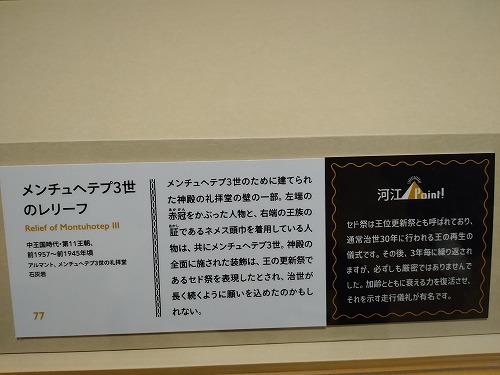 メンチュヘテプ3世
のレリーフ
Relief of Montuhotep III
中王国時代・第11王朝、
前1957〜前1945年頃
アルマント、メンチュヘテプ3世の礼拝堂
石灰岩
77
メンチュヘテプ3世のために建てられ
た神殿の礼拝堂の壁の一部。左端の
赤冠をかぶった人物と、右端の王族の
証であるネメス頭巾を着用している人
物は、共にメンチュヘテプ3世。神殿の
全面に施された装飾は、王の更新祭で
あるセド祭を表現したとされ、治世が
長く続くように願いを込めたのかもし
れない。
河江Point!
セド祭は王位更新祭とも呼ばれており、
通常治世30年に行われる王の再生の
儀式です。その後、3年毎に繰り返され
ますが、必ずしも厳密ではありませんで
した。加齢とともに衰える力を復活させ、
それを示す走行儀礼が有名です。